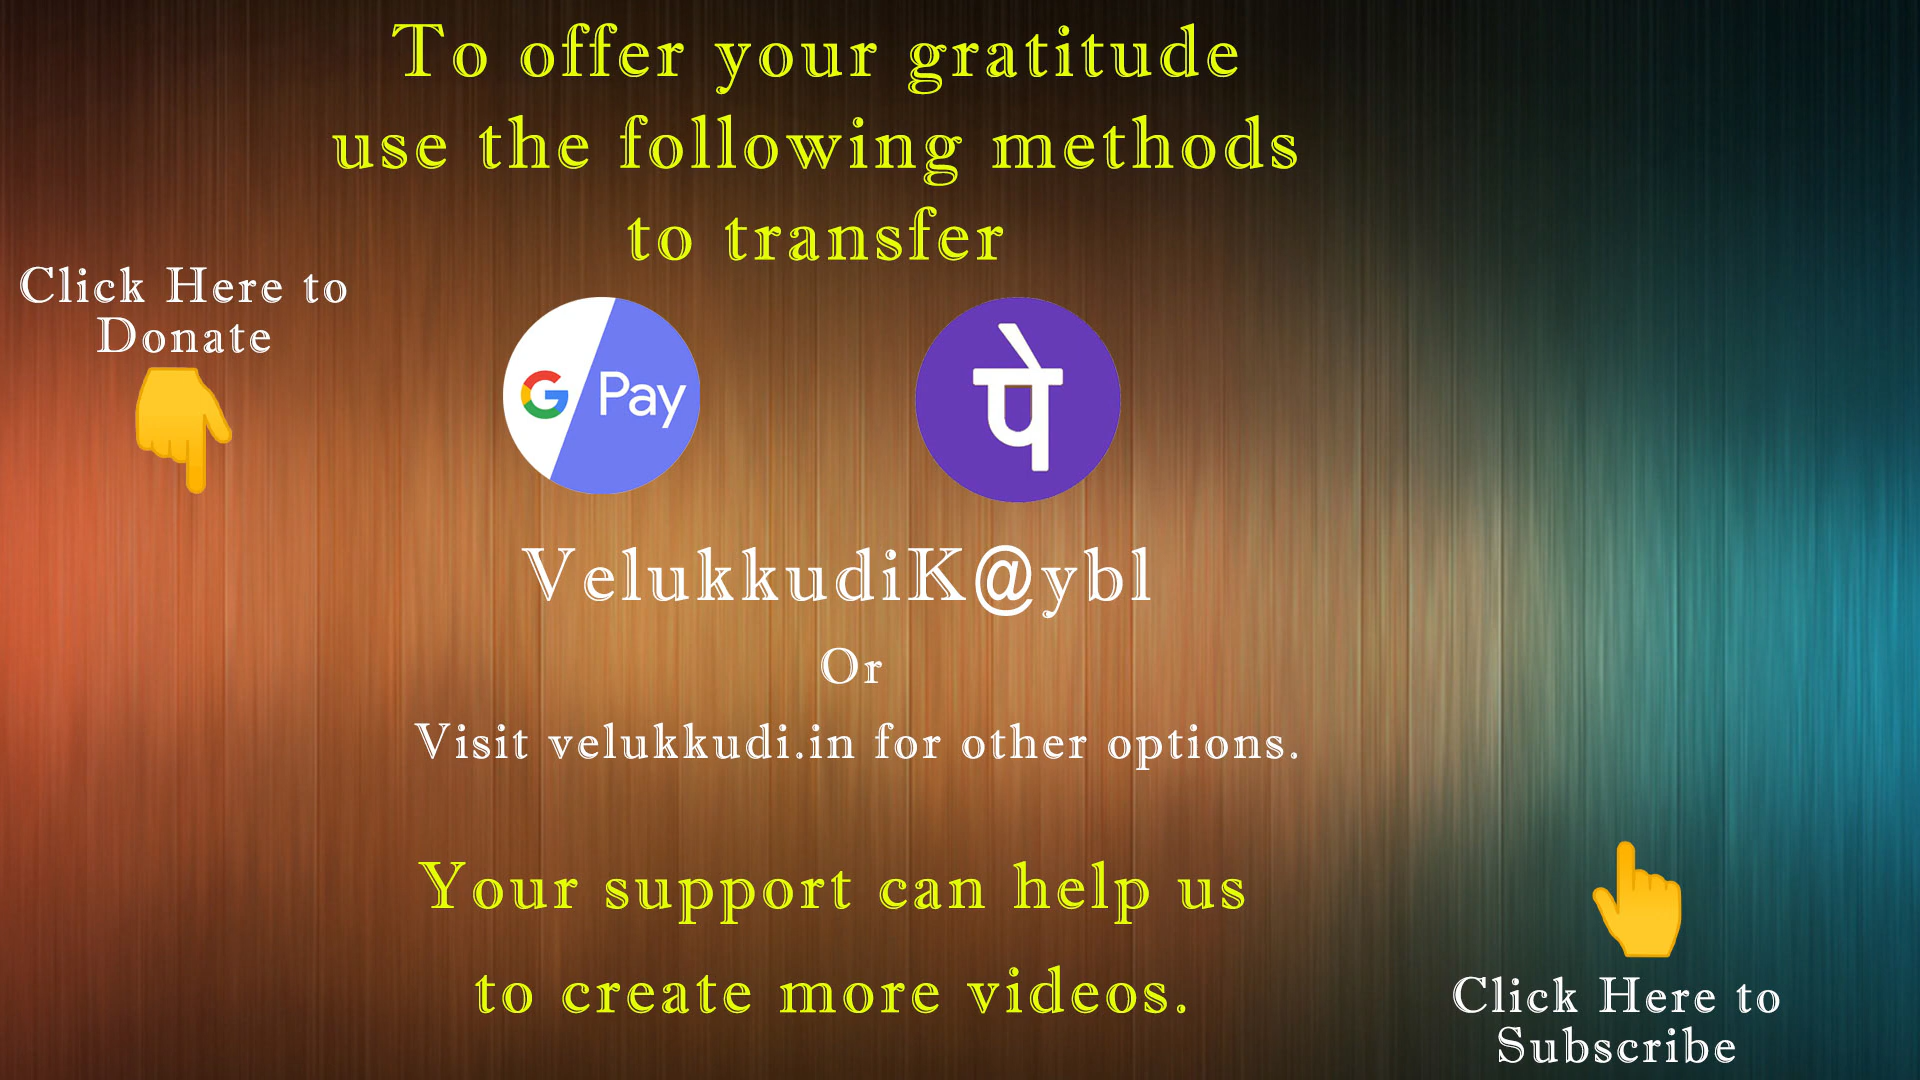 To offer your gratitude
use the following methods
to transfer
Click Here to
Donate
G Pay
पे
VelukkudiK@ybl
Or
Visit velukkudi.in for other options.
Your support can help us
to create more videos.
Click Here to
Subscribe